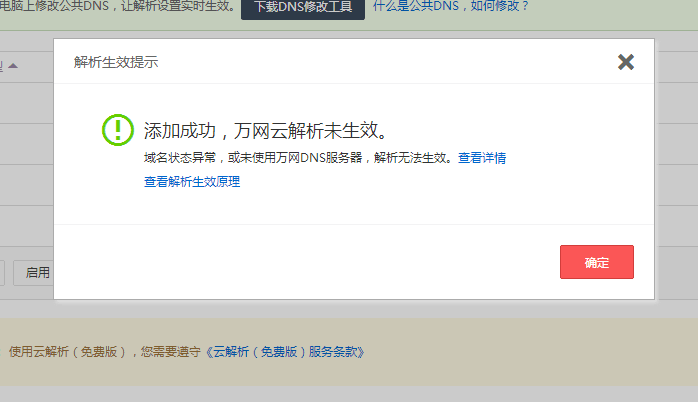 电脑上修改公共DNS，让解析设置实时生效。 下载DNS修改工具 什么是公共DNS，如何修改？
解析生效提示
添加成功，万网云解析未生效。
域名状态异常，或未使用万网DNS服务器，解析无法生效。查看详情
查看解析生效原理
确定
启用
使用云解析（免费版），您需要遵守《云解析（免费版）服务条款》